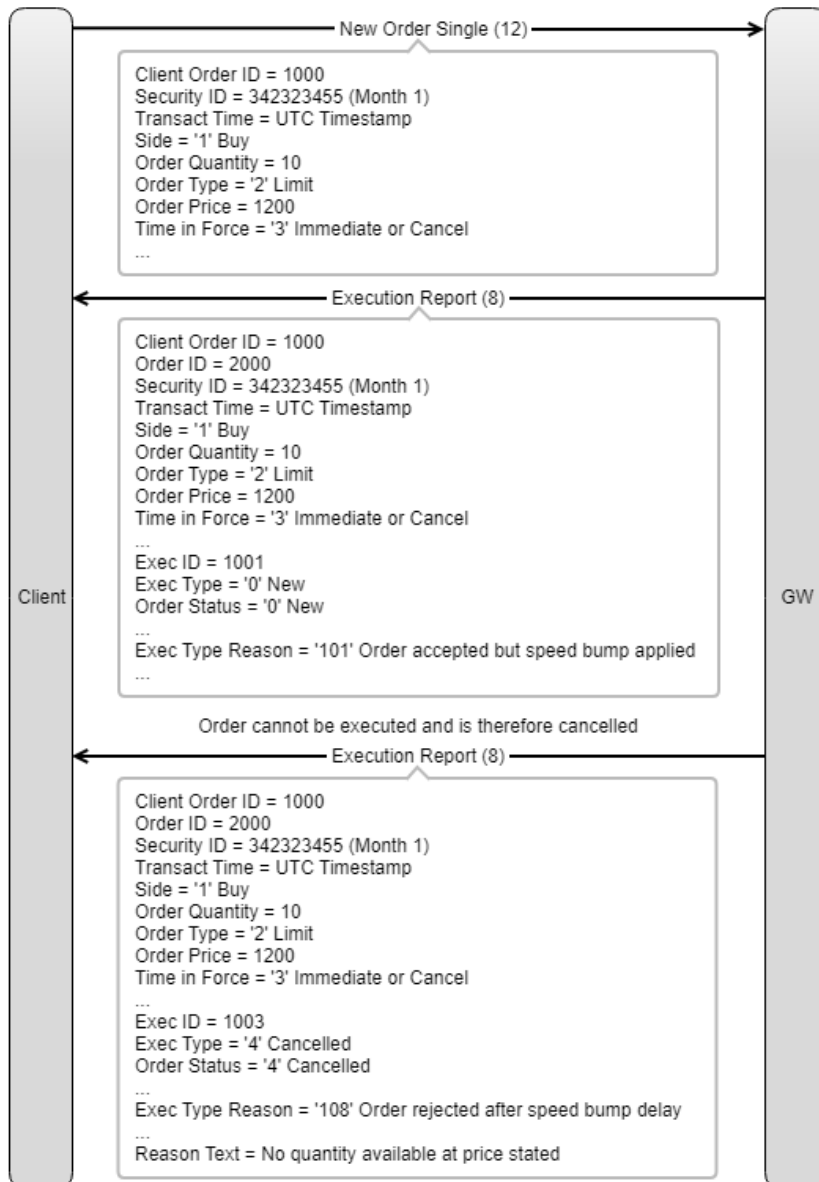 New Order Single (12)
Client Order ID = 1000
Security ID = 342323455 (Month 1)
Transact Time = UTC Timestamp
Side = '1' Buy
Order Quantity = 10
Order Type = '2' Limit
Order Price = 1200
Time in Force = '3' Immediate or Cancel
...
Execution Report (8)
Client Order ID = 1000
Order ID = 2000
Security ID = 342323455 (Month 1)
Transact Time = UTC Timestamp
Side = '1' Buy
Order Quantity = 10
Order Type = '2' Limit
Order Price = 1200
Time in Force = '3' Immediate or Cancel
...
Exec ID = 1001
Exec Type = '0' New
Order Status = '0' New
...
Exec Type Reason = '101' Order accepted but speed bump applied
...
Client
GW
Order cannot be executed and is therefore cancelled
Execution Report (8)
Client Order ID = 1000
Order ID = 2000
Security ID = 342323455 (Month 1)
Transact Time = UTC Timestamp
Side = '1' Buy
Order Quantity = 10
Order Type = '2' Limit
Order Price = 1200
Time in Force = '3' Immediate or Cancel
...
Exec ID = 1003
Exec Type = '4' Cancelled
Order Status = '4' Cancelled
...
Exec Type Reason = '108' Order rejected after speed bump delay
...
Reason Text = No quantity available at price stated